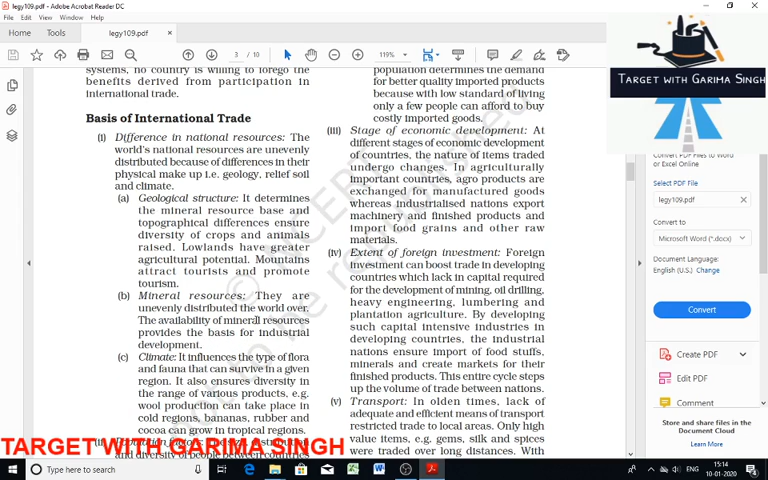 legy109.pdf - Adobe Acrobat Reader DC
File Edit View Window Help
Home Tools legy109.pdf ×
3 / 10 119%
systems, no country is willing to forego the
benefits derived from participation in
international trade.
Basis of International Trade
(i) Difference in national resources: The
world's national resources are unevenly
distributed because of differences in their
physical make up i.e. geology, relief soil
and climate.
(a) Geological structure: It determines
the mineral resource base and
topographical differences ensure
diversity of crops and animals
raised. Lowlands have greater
agricultural potential. Mountains
attract tourists and promote
tourism.
(b) Mineral resources: They are
unevenly distributed the world over.
The availability of mineral resources
provides the basis for industrial
development.
(c) Climate: It influences the type of flora
and fauna that can survive in a given
region. It also ensures diversity in
the range of various products, e.g.
wool production can take place in
cold regions, bananas, rubber and
cocoa can grow in tropical regions.
(ii) Population factors: The size, distribution
and diversity of people between countries
population determines the demand
for better quality imported products
because with low standard of living
only a few people can afford to buy
costly imported goods.
(iii) Stage of economic development: At
different stages of economic development
of countries, the nature of items traded
undergo changes. In agriculturally
important countries, agro products are
exchanged for manufactured goods
whereas industrialised nations export
machinery and finished products and
import food grains and other raw
materials.
(iv) Extent of foreign investment: Foreign
investment can boost trade in developing
countries which lack in capital required
for the development of mining, oil drilling,
heavy engineering, lumbering and
plantation agriculture. By developing
such capital intensive industries in
developing countries, the industrial
nations ensure import of food stuffs,
minerals and create markets for their
finished products. This entire cycle steps
up the volume of trade between nations.
(v) Transport: In olden times, lack of
adequate and efficient means of transport
restricted trade to local areas. Only high
value items, e.g. gems, silk and spices
were traded over long distances. With
TARGET WITH GARIMA SINGH
Convert PDFs to Word
or Excel Online
Select PDF File
legy109.pdf ×
Convert to
Microsoft Word (*.docx)
Document Language:
English (U.S.) Change
Convert
Create PDF
Edit PDF
Comment
Store and share files in the
Document Cloud
Learn More
TARGET WITH GARIMA SINGH
Type here to search
ENG
15:14
10-01-2020